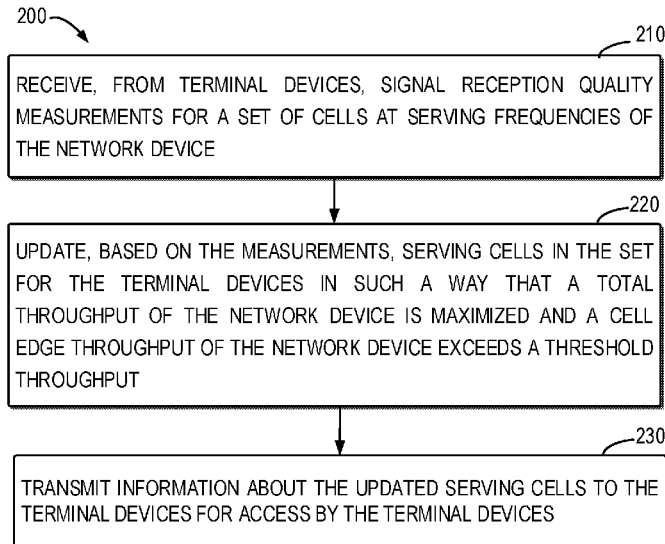 200
210
RECEIVE, FROM TERMINAL DEVICES, SIGNAL RECEPTION QUALITY
MEASUREMENTS FOR A SET OF CELLS AT SERVING FREQUENCIES OF
THE NETWORK DEVICE
220
UPDATE, BASED ON THE MEASUREMENTS, SERVING CELLS IN THE SET
FOR THE TERMINAL DEVICES IN SUCH A WAY THAT A TOTAL
THROUGHPUT OF THE NETWORK DEVICE IS MAXIMIZED AND A CELL
EDGE THROUGHPUT OF THE NETWORK DEVICE EXCEEDS A THRESHOLD
THROUGHPUT
230
TRANSMIT INFORMATION ABOUT THE UPDATED SERVING CELLS TO THE
TERMINAL DEVICES FOR ACCESS BY THE TERMINAL DEVICES